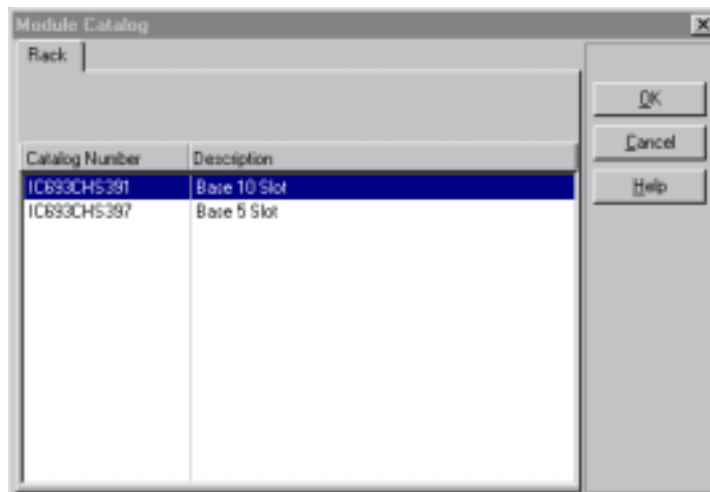 Module Catalog
Rack
OK
Cancel
Help
Catalog Number Description
IC693CHS391 Base 10 Slot
IC693CHS397 Base 5 Slot